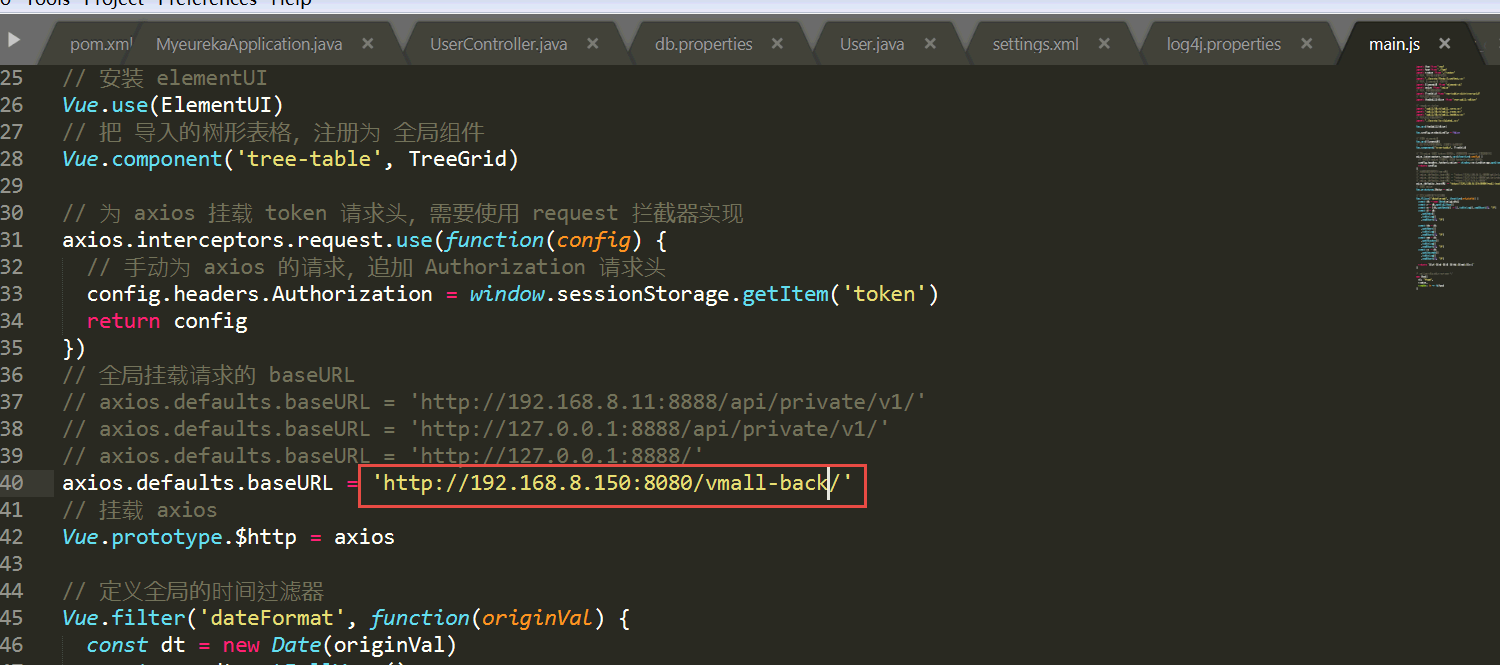 Tools Project Preferences Help
pom.xml MyeurekaApplication.java × UserController.java × db.properties × User.java × settings.xml × log4j.properties × main.js ×
25 // 安装 elementUI
26 Vue.use(ElementUI)
27 // 把 导入的树形表格，注册为 全局组件
28 Vue.component('tree-table', TreeGrid)
29
30 // 为 axios 挂载 token 请求头，需要使用 request 拦截器实现
31 axios.interceptors.request.use(function(config) {
32 // 手动为 axios 的请求，追加 Authorization 请求头
33 config.headers.Authorization = window.sessionStorage.getItem('token')
34 return config
35 })
36 // 全局挂载请求的 baseURL
37 // axios.defaults.baseURL = 'http://192.168.8.11:8888/api/private/v1/'
38 // axios.defaults.baseURL = 'http://127.0.0.1:8888/api/private/v1/'
39 // axios.defaults.baseURL = 'http://127.0.0.1:8888/'
40 axios.defaults.baseURL = 'http://192.168.8.150:8080/vmall-back/'
41 // 挂载 axios
42 Vue.prototype.$http = axios
43
44 // 定义全局的时间过滤器
45 Vue.filter('dateFormat', function(originVal) {
46 const dt = new Date(originVal)